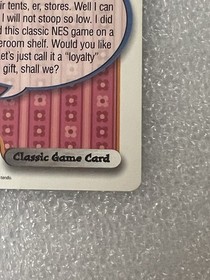 ir tents, er, stores. Well I can
I will not stoop so low. I did
d this classic NES game on a
eroom shelf. Would you like
et's just call it a "loyalty"
gift, shall we?
Classic Game Card